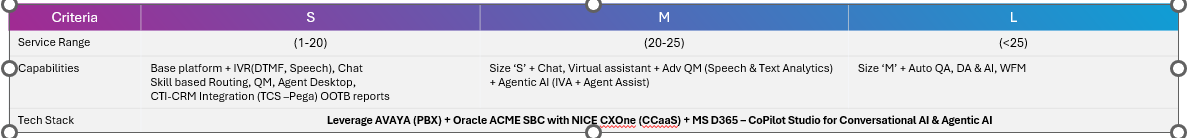 Criteria S M L
Service Range (1-20) (20-25) (<25)
Capabilities Base platform + IVR(DTMF, Speech), Chat Size ‘S’ + Chat, Virtual assistant + Adv QM (Speech & Text Analytics) Size ‘M’ + Auto QA, DA & AI, WFM
Skill based Routing, QM, Agent Desktop, + Agentic AI (IVA + Agent Assist)
CTI-CRM Integration (TCS –Pega) OOTB reports
Tech Stack Leverage AVAYA (PBX) + Oracle ACME SBC with NICE CXOne (CCaaS) + MS D365 – CoPilot Studio for Conversational AI & Agentic AI